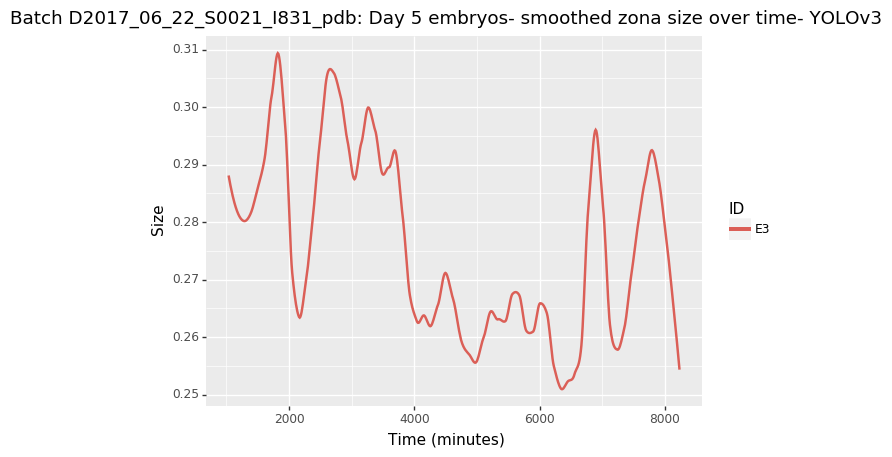 Batch D2017_06_22_S0021_I831_pdb: Day 5 embryos- smoothed zona size over time- YOLOv3
0.31
0.30
0.29
0.28
0.27
0.26
0.25
Size
2000
4000
6000
8000
Time (minutes)
ID
E3